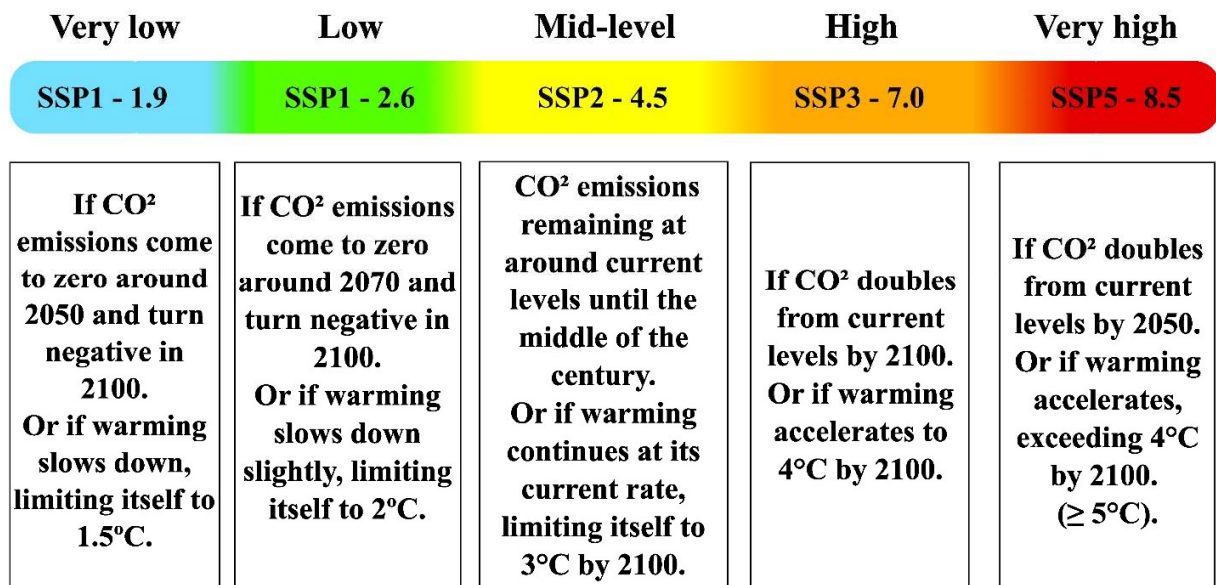 Very low
Low
Mid-level
High
Very high
SSP1 - 1.9
SSP1 - 2.6
SSP2 - 4.5
SSP3 - 7.0
SSP5 - 8.5
If CO²
emissions come
to zero around
2050 and turn
negative in
2100.
Or if warming
slows down,
limiting itself to
1.5ºC.
If CO² emissions
come to zero
around 2070 and
turn negative in
2100.
Or if warming
slows down
slightly, limiting
itself to 2ºC.
CO² emissions
remaining at
around current
levels until the
middle of the
century.
Or if warming
continues at its
current rate,
limiting itself to
3°C by 2100.
If CO² doubles
from current
levels by 2100.
Or if warming
accelerates to
4°C by 2100.
If CO² doubles
from current
levels by 2050.
Or if warming
accelerates,
exceeding 4°C
by 2100.
(≥ 5°C).